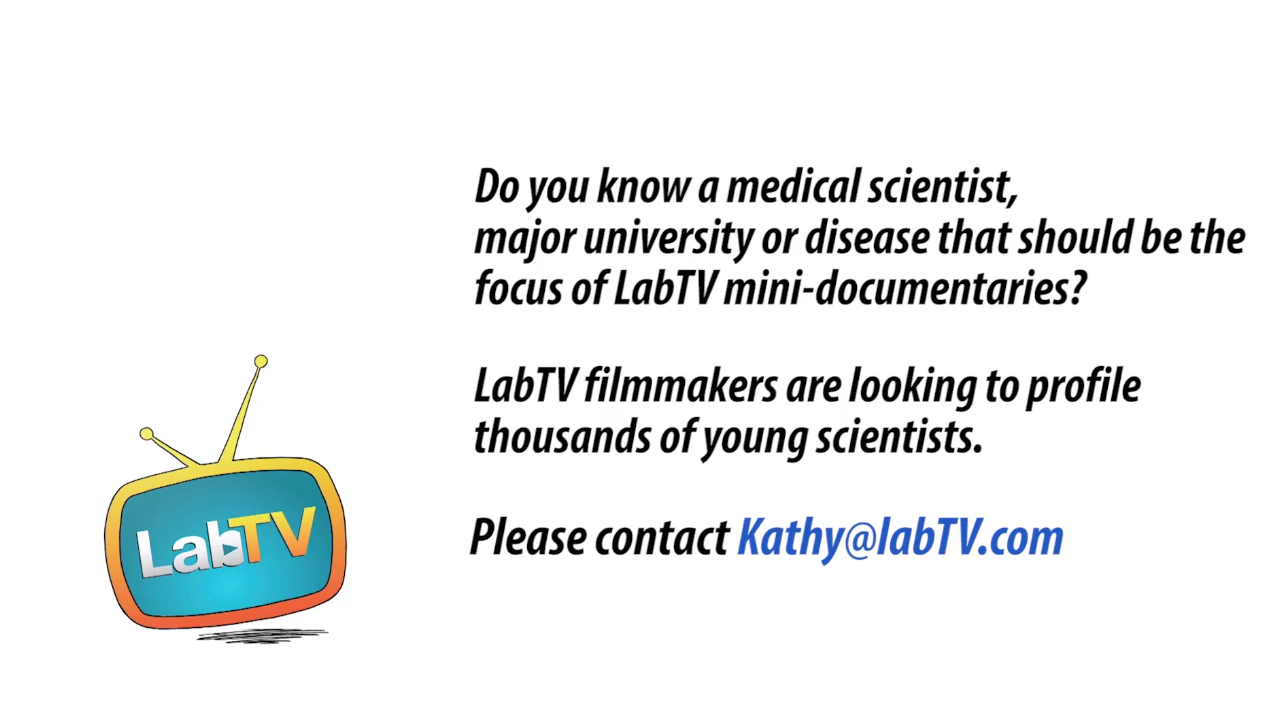 Do you know a medical scientist,
major university or disease that should be the
focus of LabTV mini-documentaries?
LabTV filmmakers are looking to profile
thousands of young scientists.
LabTV
Please contact Kathy@labTV.com